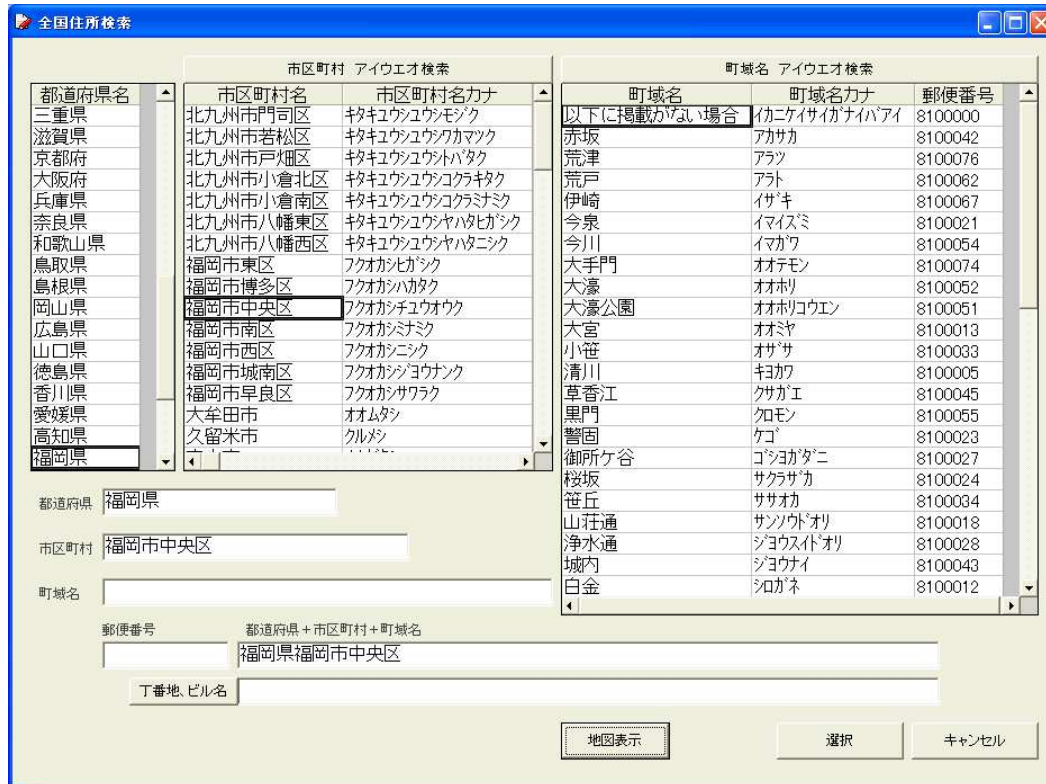 全国住所検索
市区町村 アイウエオ検索
町域名 アイウエオ検索
都道府県名
三重県
滋賀県
京都府
大阪府
兵庫県
奈良県
和歌山県
鳥取県
島根県
岡山県
広島県
山口県
徳島県
香川県
愛媛県
高知県
福岡県
市区町村名 市区町村名カナ
北九州市門司区 キタキユウシユウシモジク
北九州市若松区 キタキユウシユウシワカマツク
北九州市戸畑区 キタキユウシユウシトバタク
北九州市小倉北区 キタキユウシユウシコクラキタク
北九州市小倉南区 キタキユウシユウシコクラミナミク
北九州市八幡東区 キタキユウシユウシヤハタヒガシク
北九州市八幡西区 キタキユウシユウシヤハタニシク
福岡市東区 フクオカシヒガシク
福岡市博多区 フクオカシハカタク
福岡市中央区 フクオカシチユウオウク
福岡市南区 フクオカシミナミク
福岡市西区 フクオカシニシク
福岡市城南区 フクオカシジヨウナンク
福岡市早良区 フクオカシサワラク
大牟田市 オオムタシ
久留米市 クルメシ
町域名 町域名カナ 郵便番号
以下に掲載がない場合 イカニケイサイガナイバアイ 8100000
赤坂 アカサカ 8100042
荒津 アラツ 8100076
荒戸 アラト 8100062
伊崎 イザキ 8100067
今泉 イマイズミ 8100021
今川 イマガワ 8100054
大手門 オオテモン 8100074
大濠 オオホリ 8100052
大濠公園 オオホリコウエン 8100051
大宮 オオミヤ 8100013
小笹 オザサ 8100033
清川 キヨカワ 8100005
草香江 クサガエ 8100045
黒門 クロモン 8100055
警固 ケゴ 8100023
御所ケ谷 ゴシヨガダニ 8100027
桜坂 サクラザカ 8100024
笹丘 ササオカ 8100034
山荘通 サンソウドオリ 8100018
浄水通 ジヨウスイドオリ 8100028
城内 ジヨウナイ 8100043
白金 シロガネ 8100012
都道府県 福岡県
市区町村 福岡市中央区
町域名
郵便番号 都道府県+市区町村+町域名
福岡県福岡市中央区
丁番地、ビル名
地図表示 選択 キャンセル